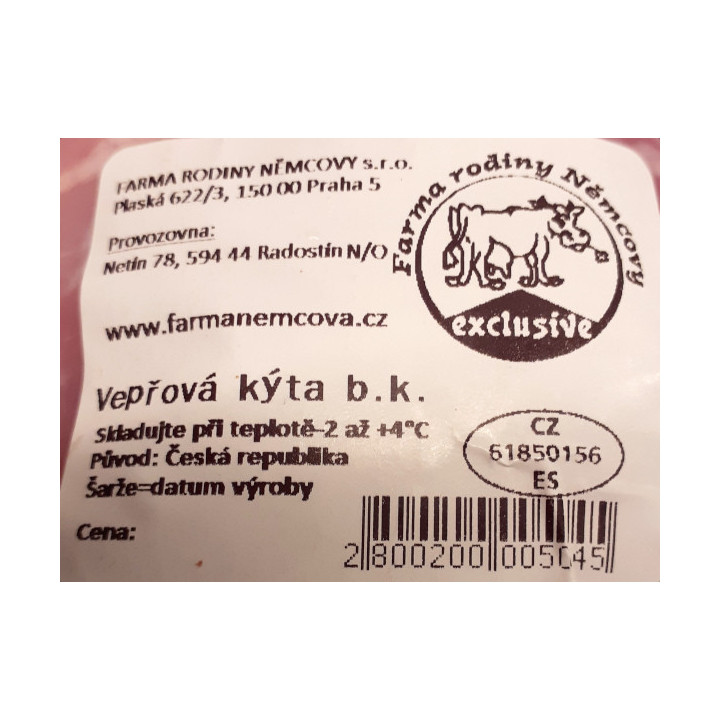 FARMA RODINY NĚMCOVY s.r.o.
Plaská 622/3, 150 00 Praha 5
Provozovna:
Netín 78, 594 44 Radostín N/O
www.farmanemcova.cz
Farma rodiny Němcovy
exclusive
Vepřová kýta b.k.
Skladujte při teplotě-2 až +4°C
Původ: Česká republika
Šarže=datum výroby
Cena:
CZ
61850156
ES
2 800200